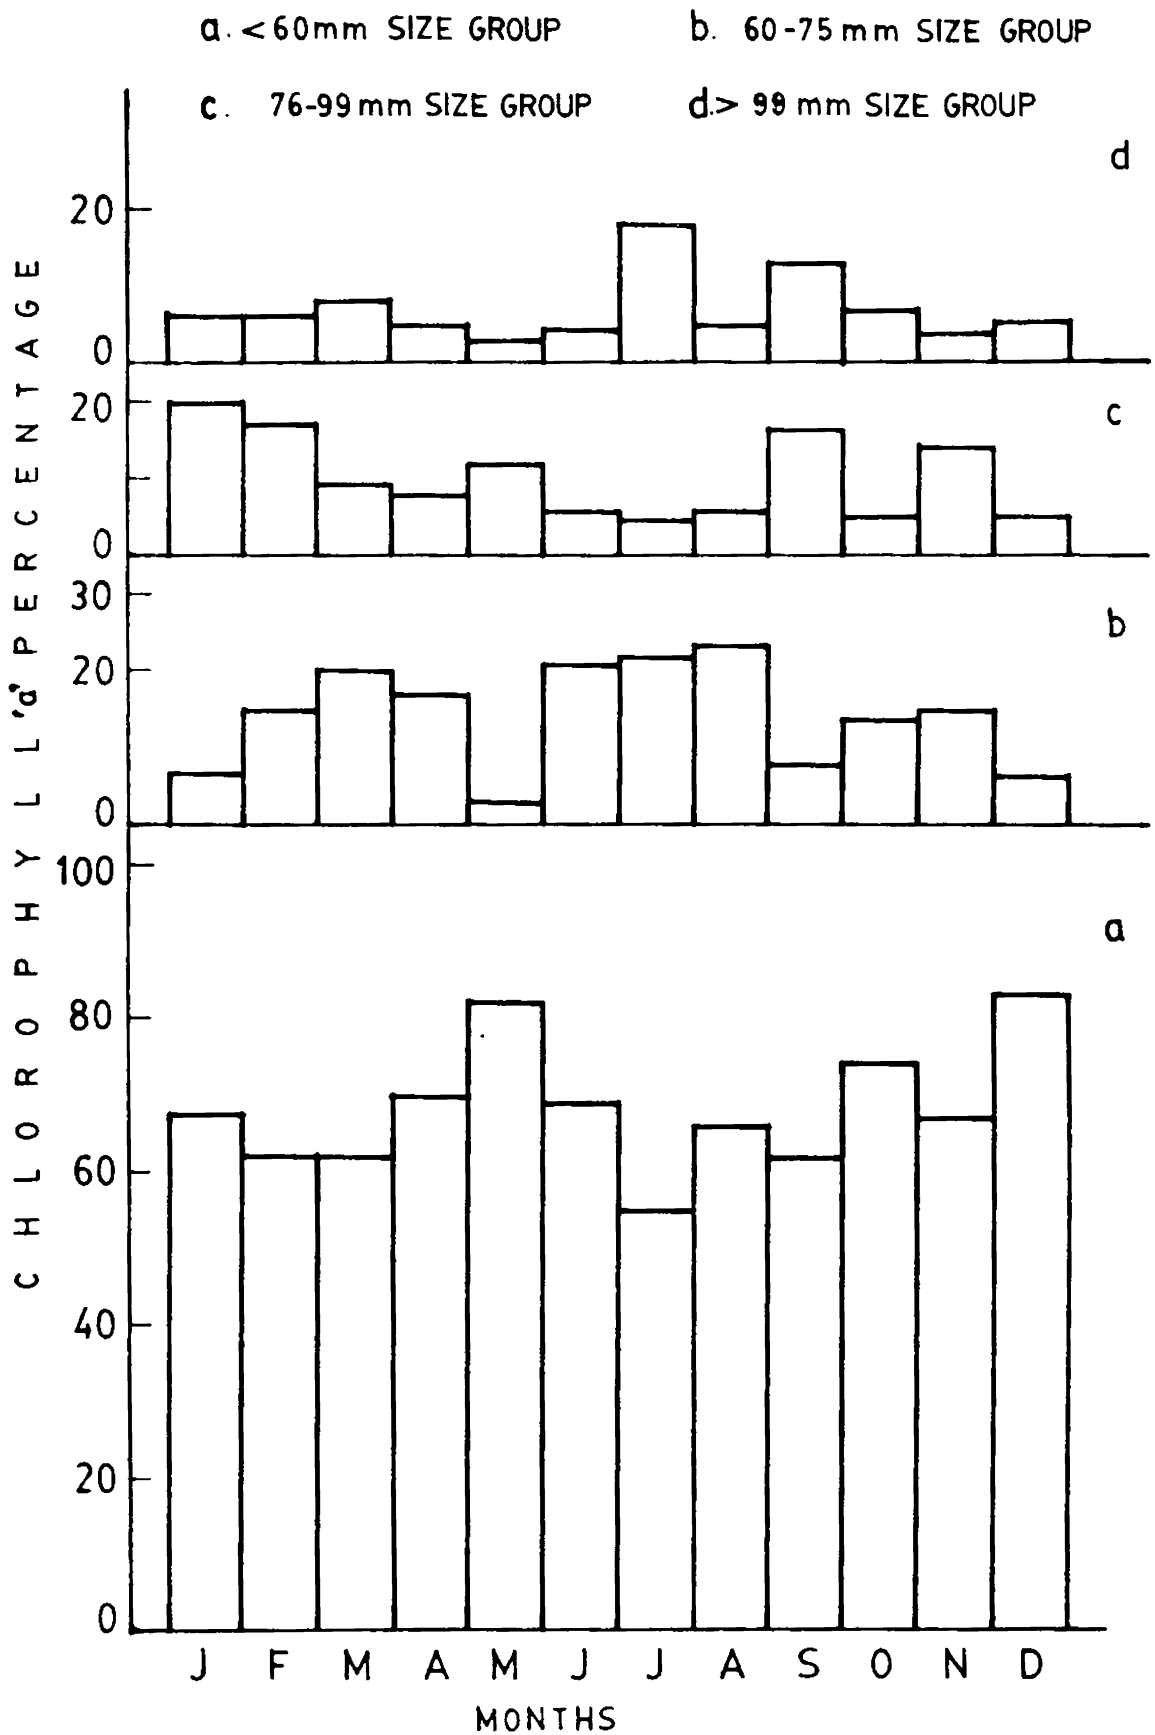 a. <60mm SIZE GROUP b. 60-75mm SIZE GROUP
c. 76-99mm SIZE GROUP d.> 99 mm SIZE GROUP
d
20
0
c
20
0
b
30
20
0
a
100
80
60
40
20
0
CHLOROPHYLL 'a' PERCENTAGE
J F M A M J J A S O N D
MONTHS